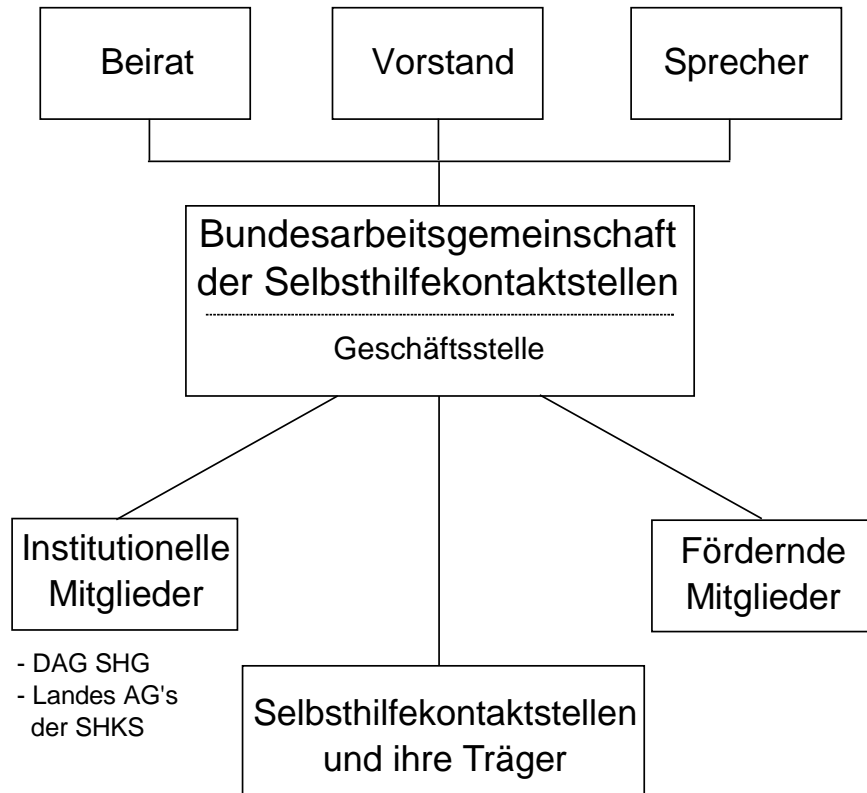 Beirat
Vorstand
Sprecher
Bundesarbeitsgemeinschaft
der Selbsthilfekontaktstellen
Geschäftsstelle
Institutionelle
Mitglieder
Fördernde
Mitglieder
- DAG SHG
- Landes AG's
der SHKS
Selbsthilfekontaktstellen
und ihre Träger